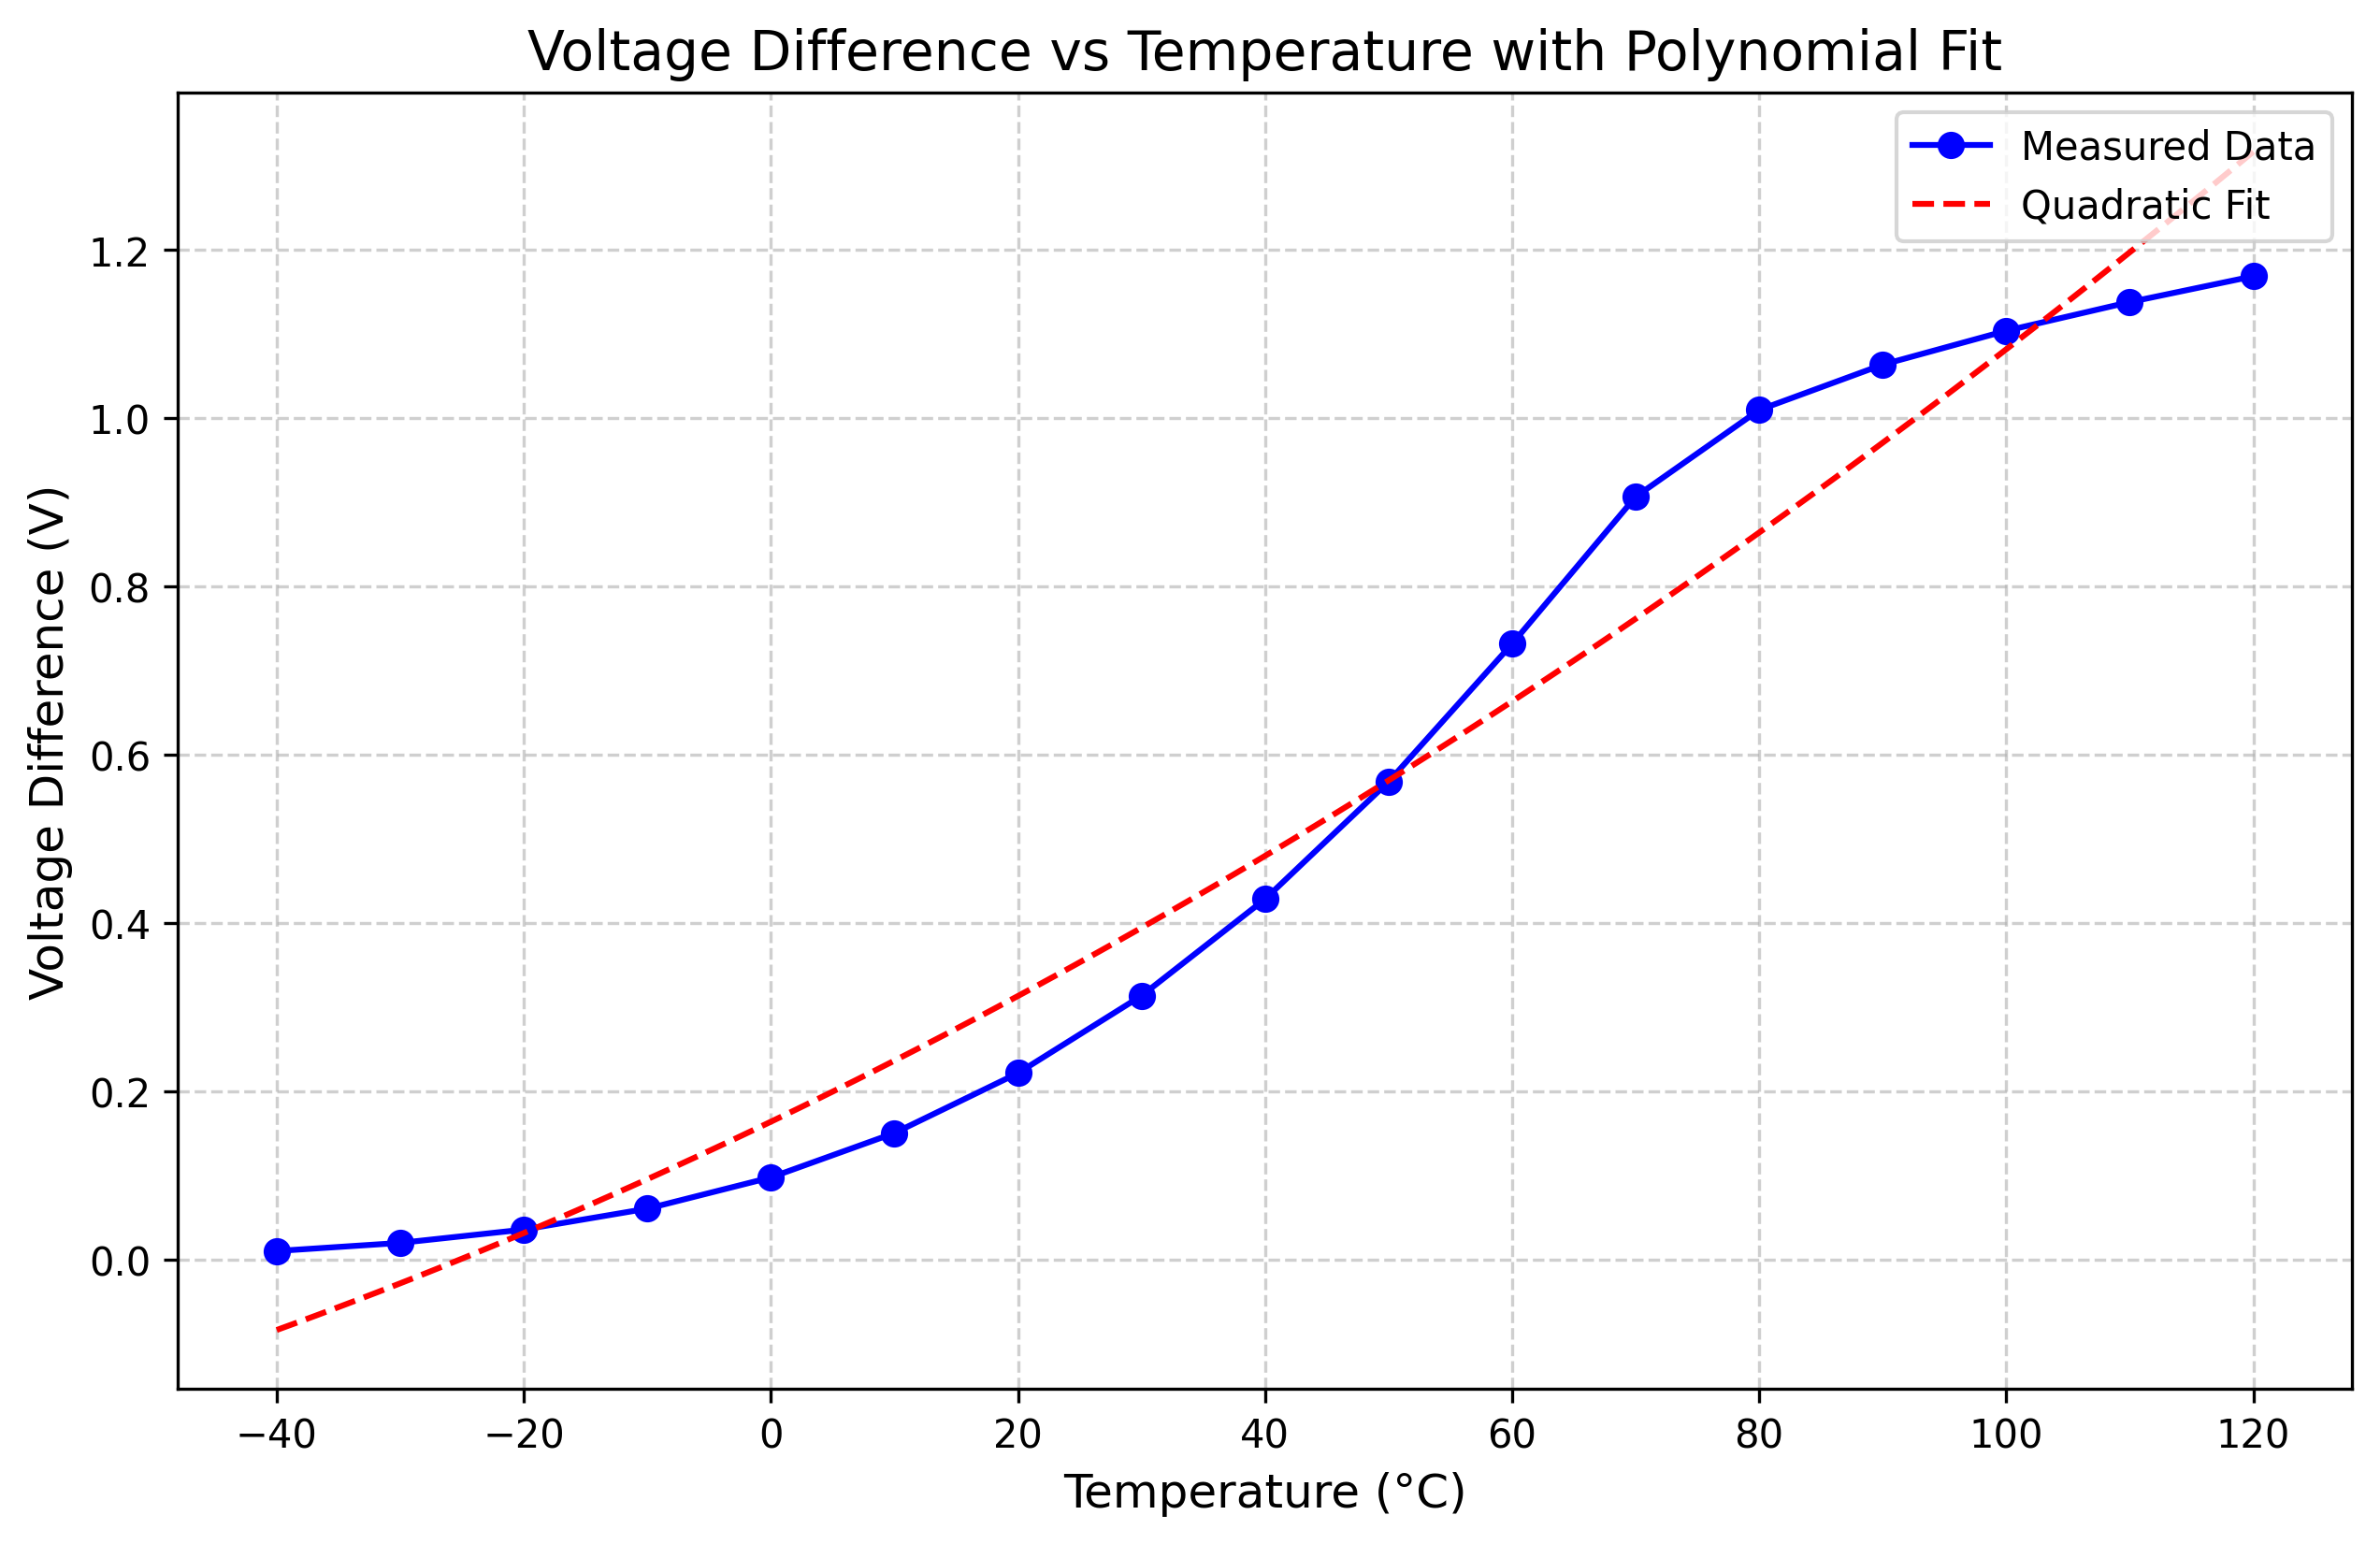 Voltage Difference vs Temperature with Polynomial Fit
Measured Data
Quadratic Fit
Voltage Difference (V)
1.2
1.0
0.8
0.6
0.4
0.2
0.0
−40 −20 0 20 40 60 80 100 120
Temperature (°C)